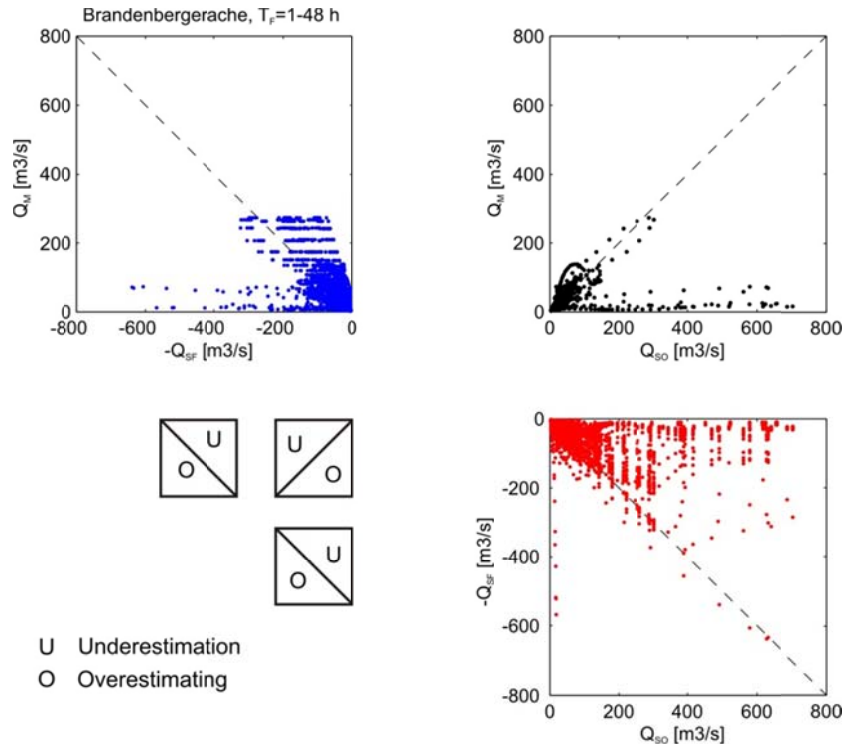 Brandenbergerache, T_F=1-48 h
800
600
400
200
0
Q_M [m3/s]
-800 -600 -400 -200 0
-Q_SF [m3/s]
800
600
400
200
0
Q_M [m3/s]
0 200 400 600 800
Q_SO [m3/s]
U
O
U
O
U
O
U Underestimation
O Overestimating
0
-200
-400
-600
-800
-Q_SF [m3/s]
0 200 400 600 800
Q_SO [m3/s]